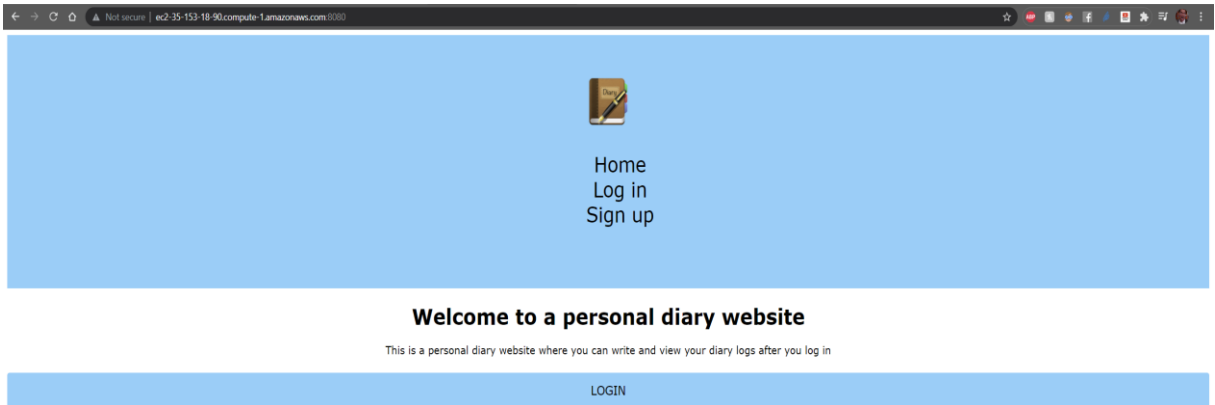 Not secure | ec2-35-153-18-90.compute-1.amazonaws.com:8080
Diary
Home
Log in
Sign up
Welcome to a personal diary website
This is a personal diary website where you can write and view your diary logs after you log in
LOGIN